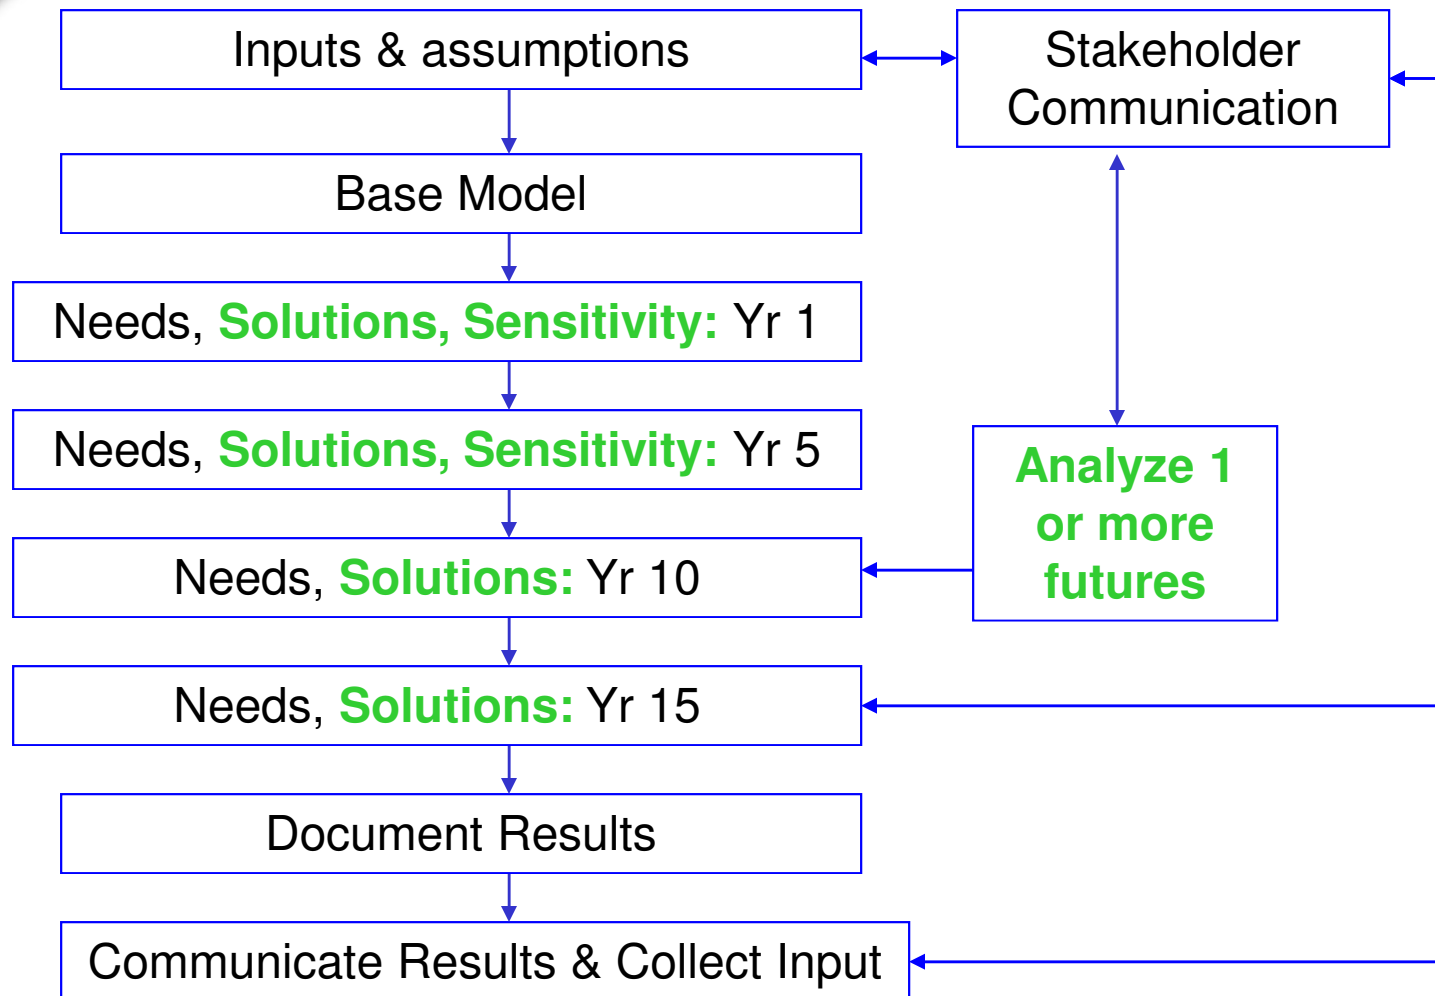 Inputs & assumptions
Stakeholder
Communication
Base Model
Needs, Solutions, Sensitivity: Yr 1
Needs, Solutions, Sensitivity: Yr 5
Analyze 1
or more
futures
Needs, Solutions: Yr 10
Needs, Solutions: Yr 15
Document Results
Communicate Results & Collect Input